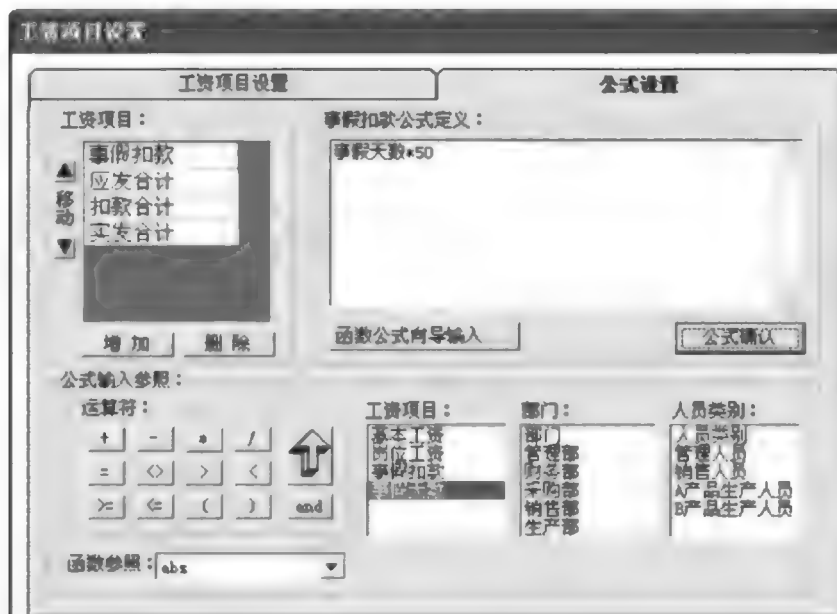 工资项目设置
工资项目设置
公式设置
工资项目：
事假扣款公式定义：
事假扣款
应发合计
扣款合计
实发合计
移动
事假天数*50
增加
删除
函数公式向导输入
公式确认
公式输入参照：
运算符：
+ - * /
= <> > <
>= <= ( ) and
工资项目：
基本工资
岗位工资
事假扣款
事假天数
部门：
部门
管理部
财务部
采购部
销售部
生产部
人员类别：
人员类别
管理人员
销售人员
A产品生产人员
B产品生产人员
函数参照：abs